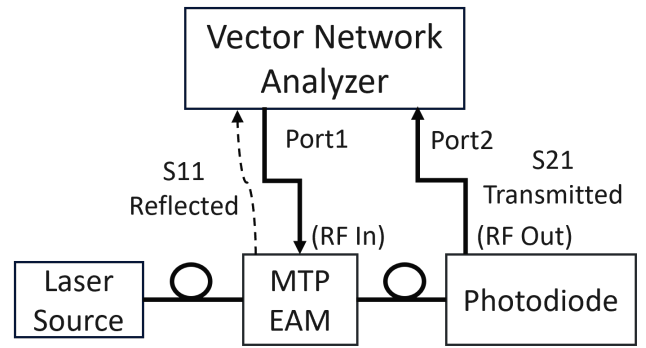 Vector Network
Analyzer
Port1
Port2
S11
Reflected
S21
Transmitted
(RF In)
(RF Out)
Laser
Source
MTP
EAM
Photodiode